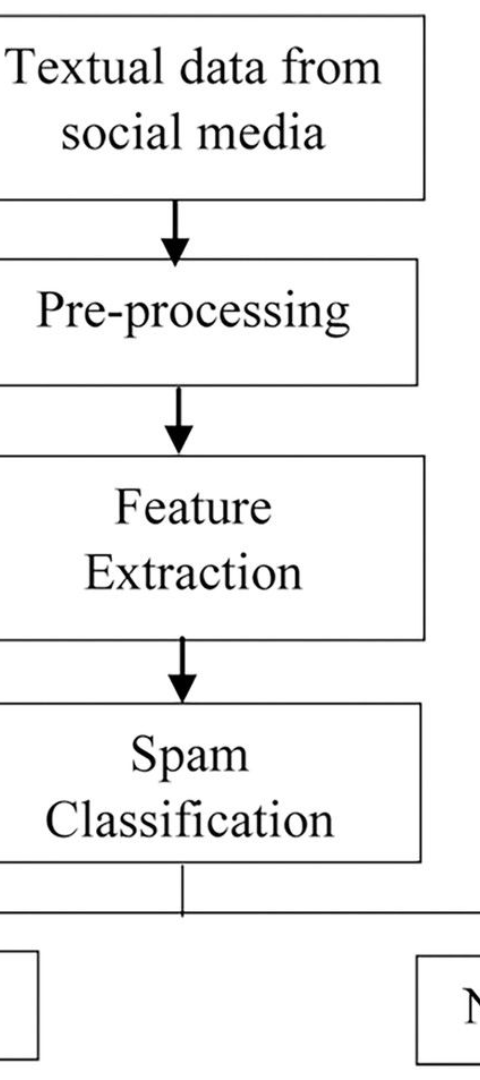 Textual data from
social media
Pre-processing
Feature
Extraction
Spam
Classification